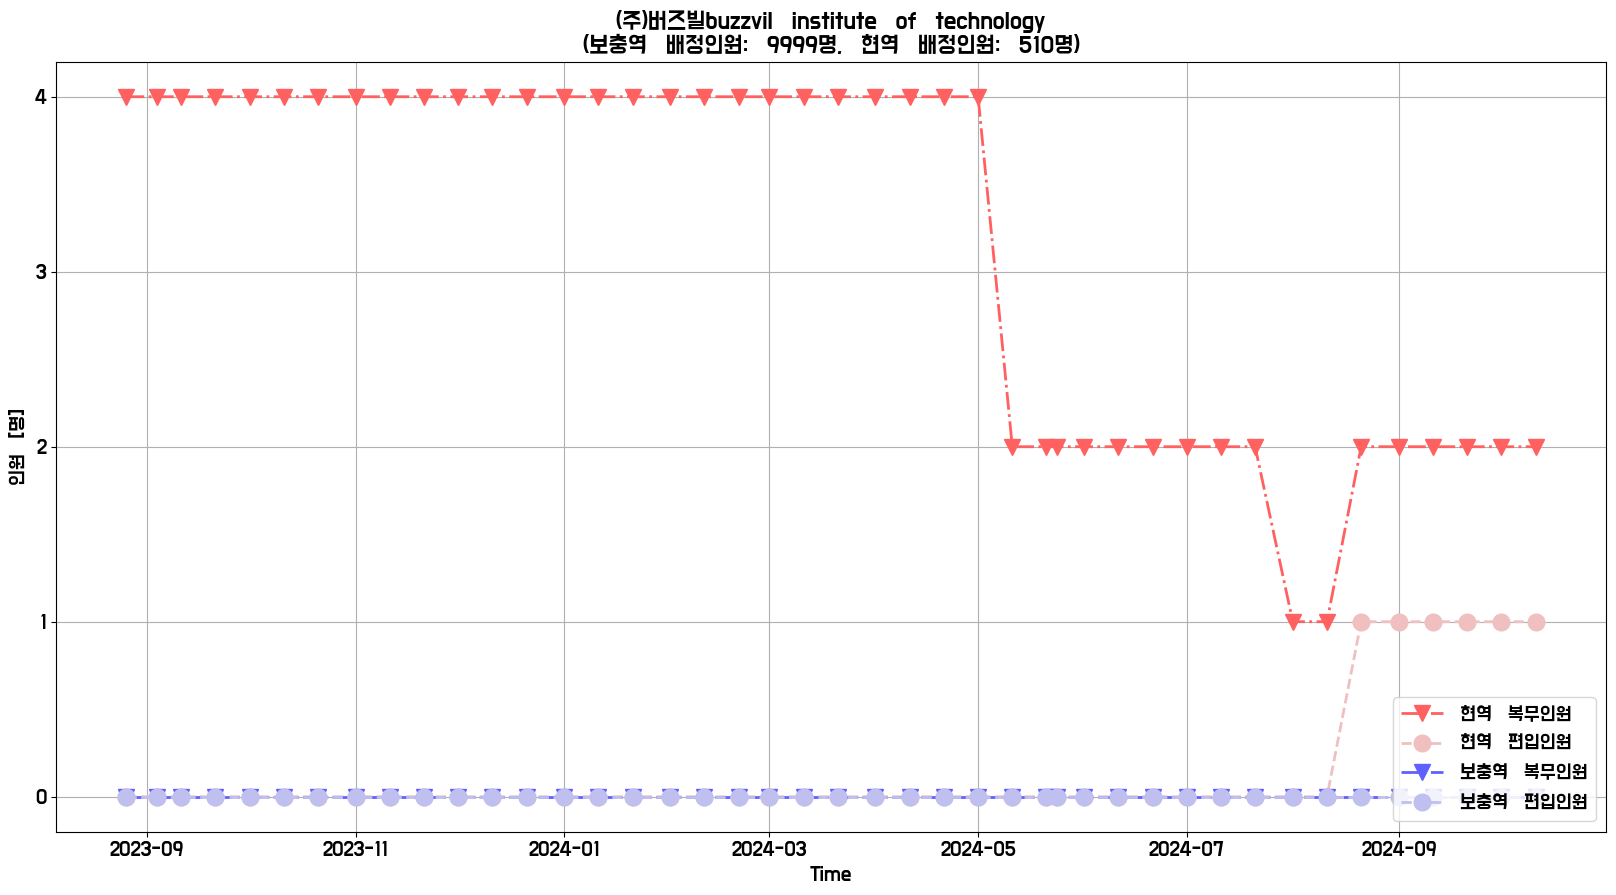 (주)버즈빌buzzvil institute of technology
(보충역 배정인원: 9999명, 현역 배정인원: 510명)
4
3
2
1
0
인원 [명]
2023-09 2023-11 2024-01 2024-03 2024-05 2024-07 2024-09
Time
현역 복무인원
현역 편입인원
보충역 복무인원
보충역 편입인원